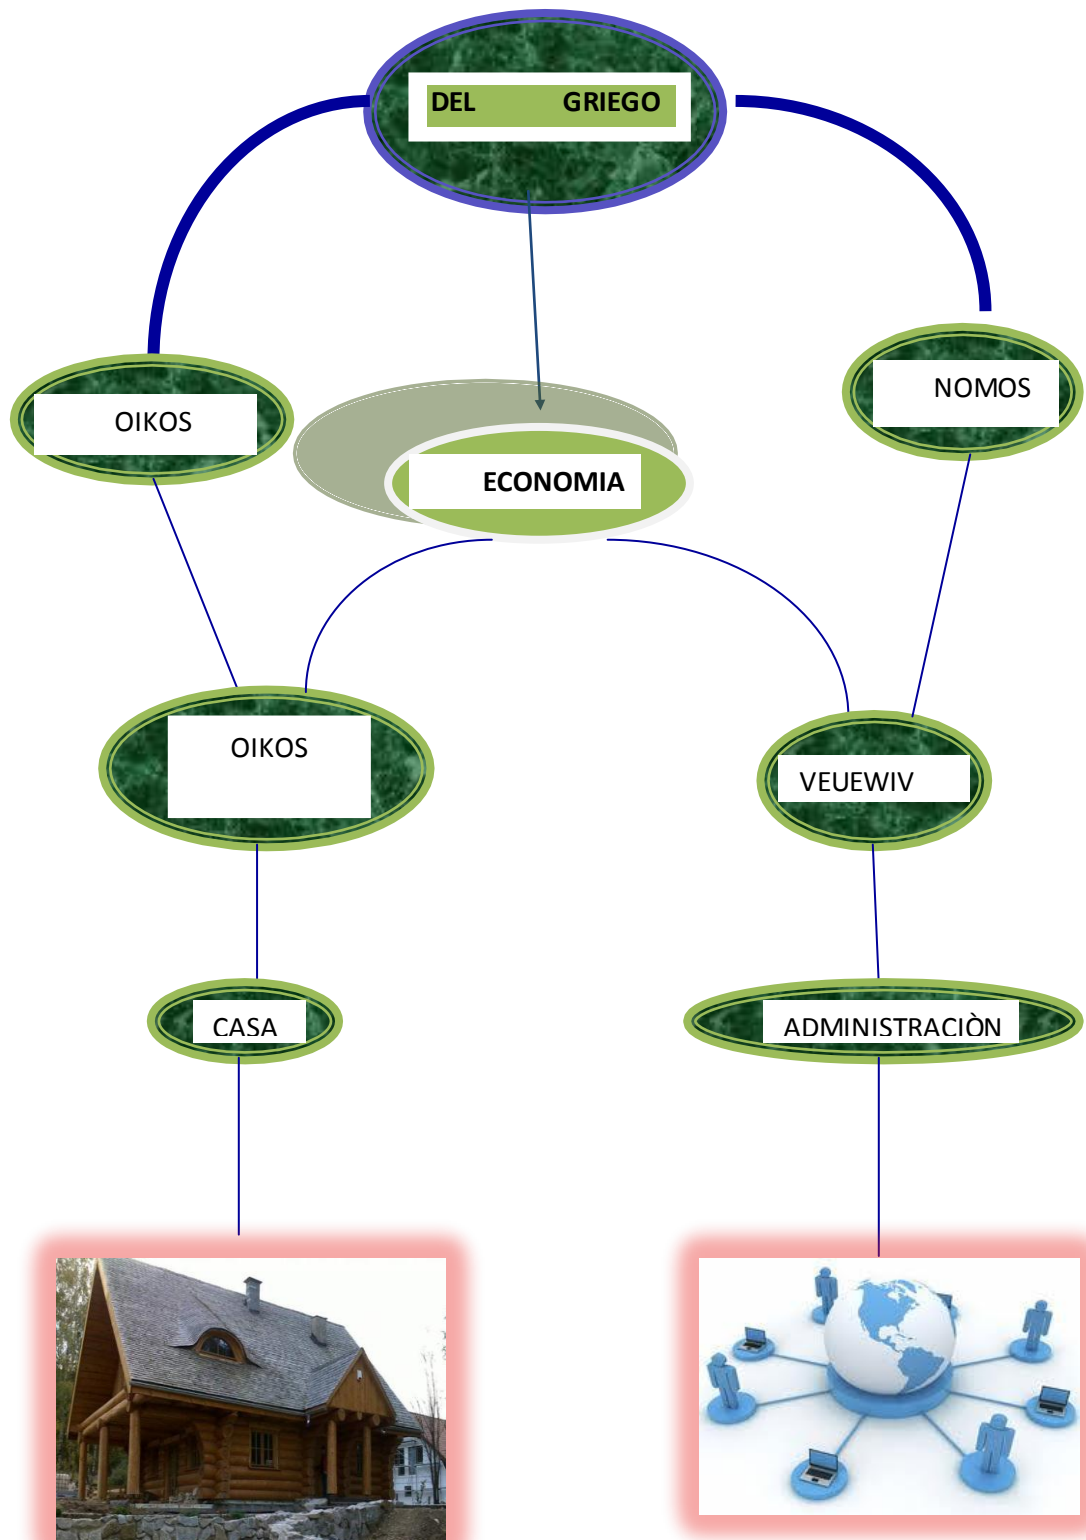 DEL GRIEGO
OIKOS
NOMOS
ECONOMIA
OIKOS
VEUEWIV
CASA
ADMINISTRACIÒN